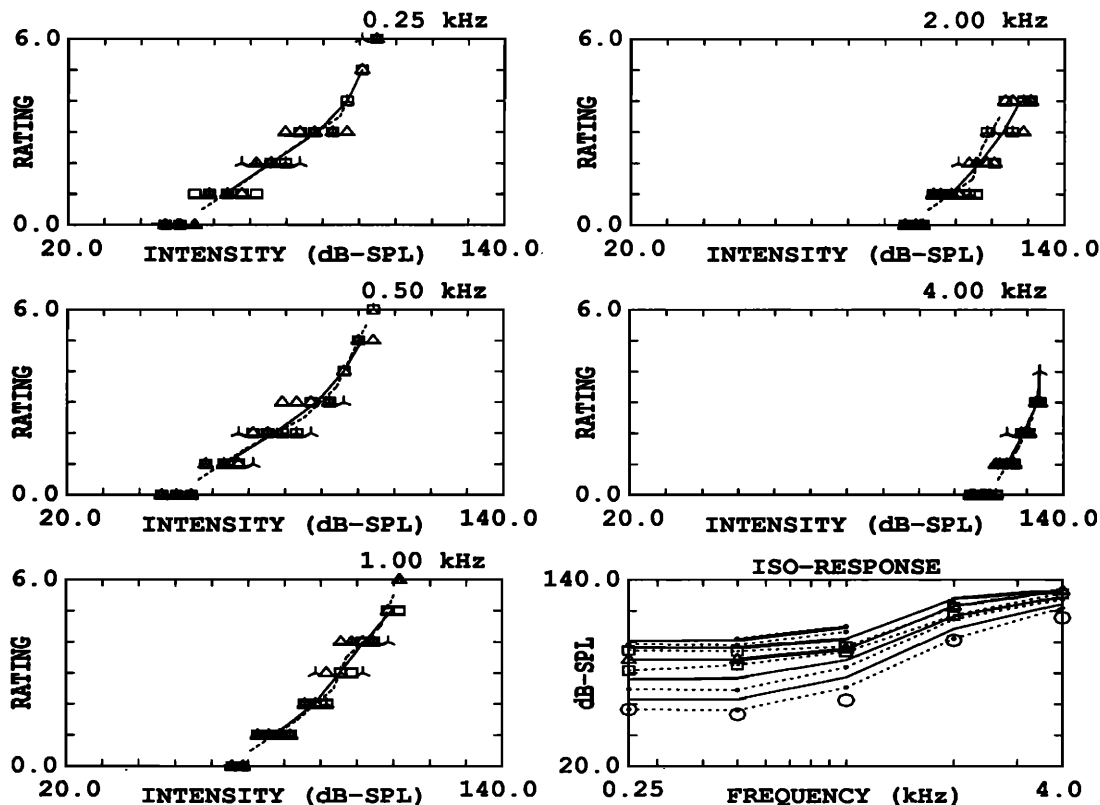 0.25 kHz
6.0
RATING
0.0
20.0
INTENSITY (dB-SPL)
140.0
2.00 kHz
6.0
RATING
0.0
20.0
INTENSITY (dB-SPL)
140.0
0.50 kHz
6.0
RATING
0.0
20.0
INTENSITY (dB-SPL)
140.0
4.00 kHz
6.0
RATING
0.0
20.0
INTENSITY (dB-SPL)
140.0
1.00 kHz
6.0
RATING
0.0
20.0
INTENSITY (dB-SPL)
140.0
ISO-RESPONSE
140.0
dB-SPL
20.0
0.25
FREQUENCY (kHz)
4.0